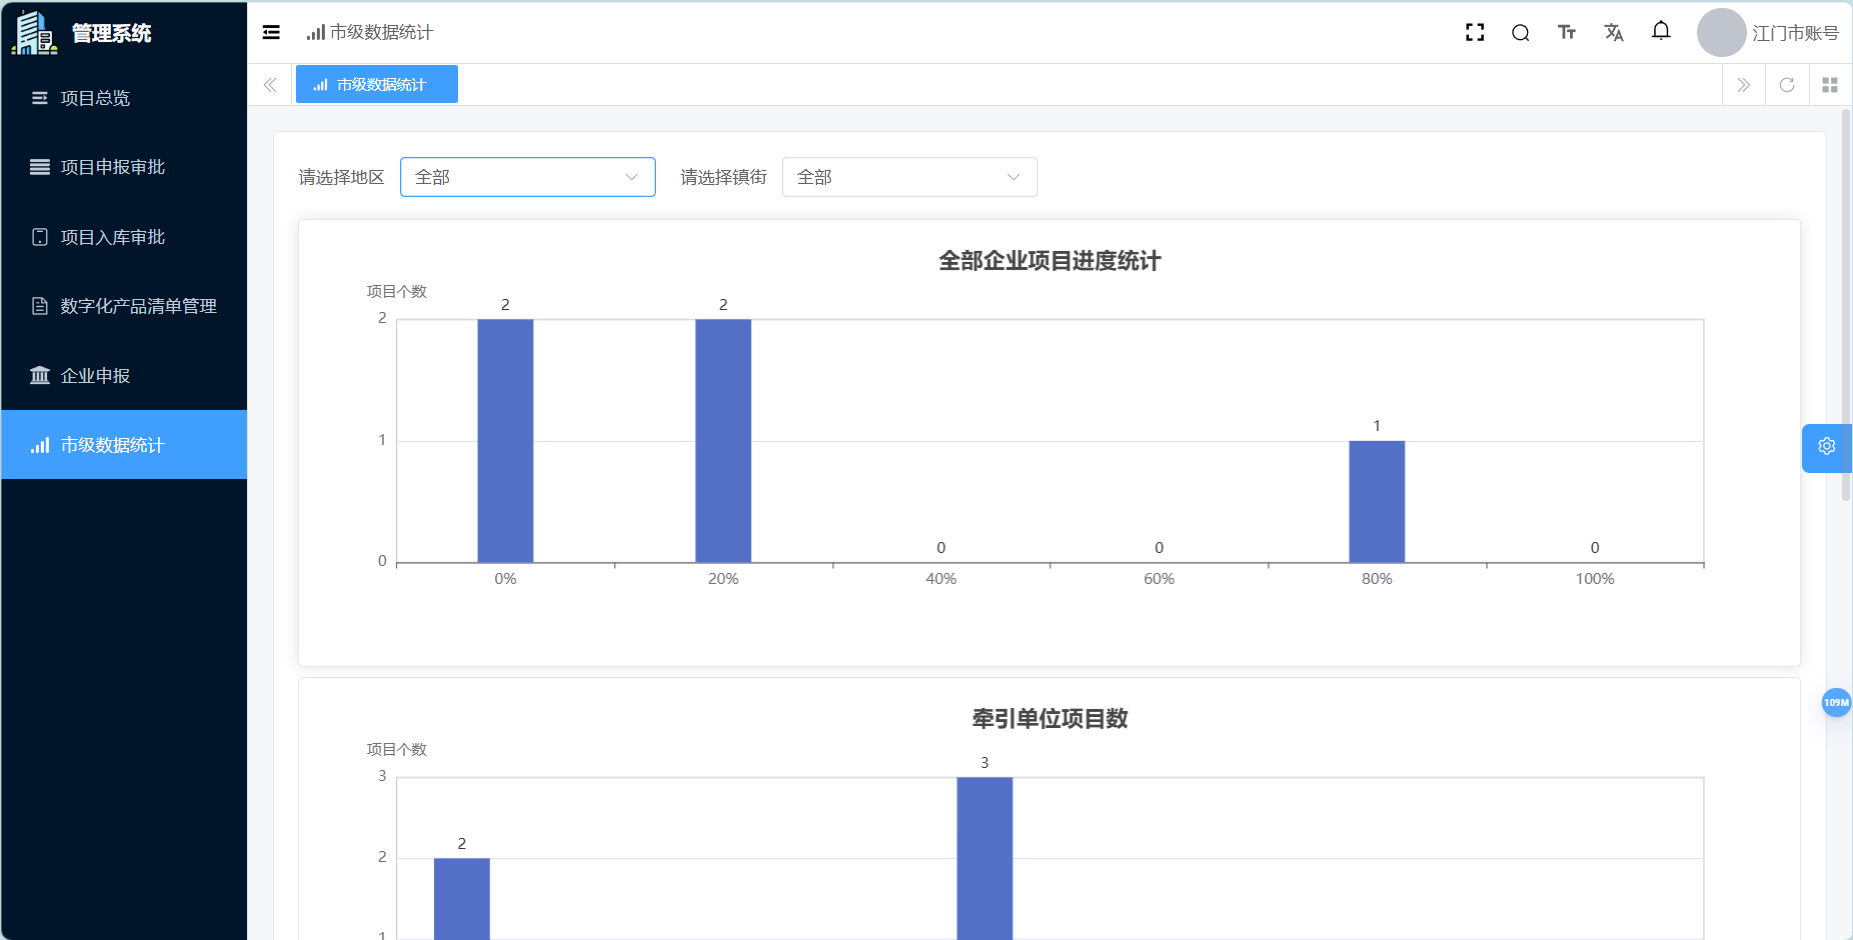 管理系统
项目总览
项目申报审批
项目入库审批
数字化产品清单管理
企业申报
市级数据统计
市级数据统计
江门市账号
市级数据统计
请选择地区 全部 请选择镇街 全部
全部企业项目进度统计
项目个数
2 2
2
1
1
0 0 0
0
0% 20% 40% 60% 80% 100%
109M
牵引单位项目数
项目个数
3
3
2
2
1